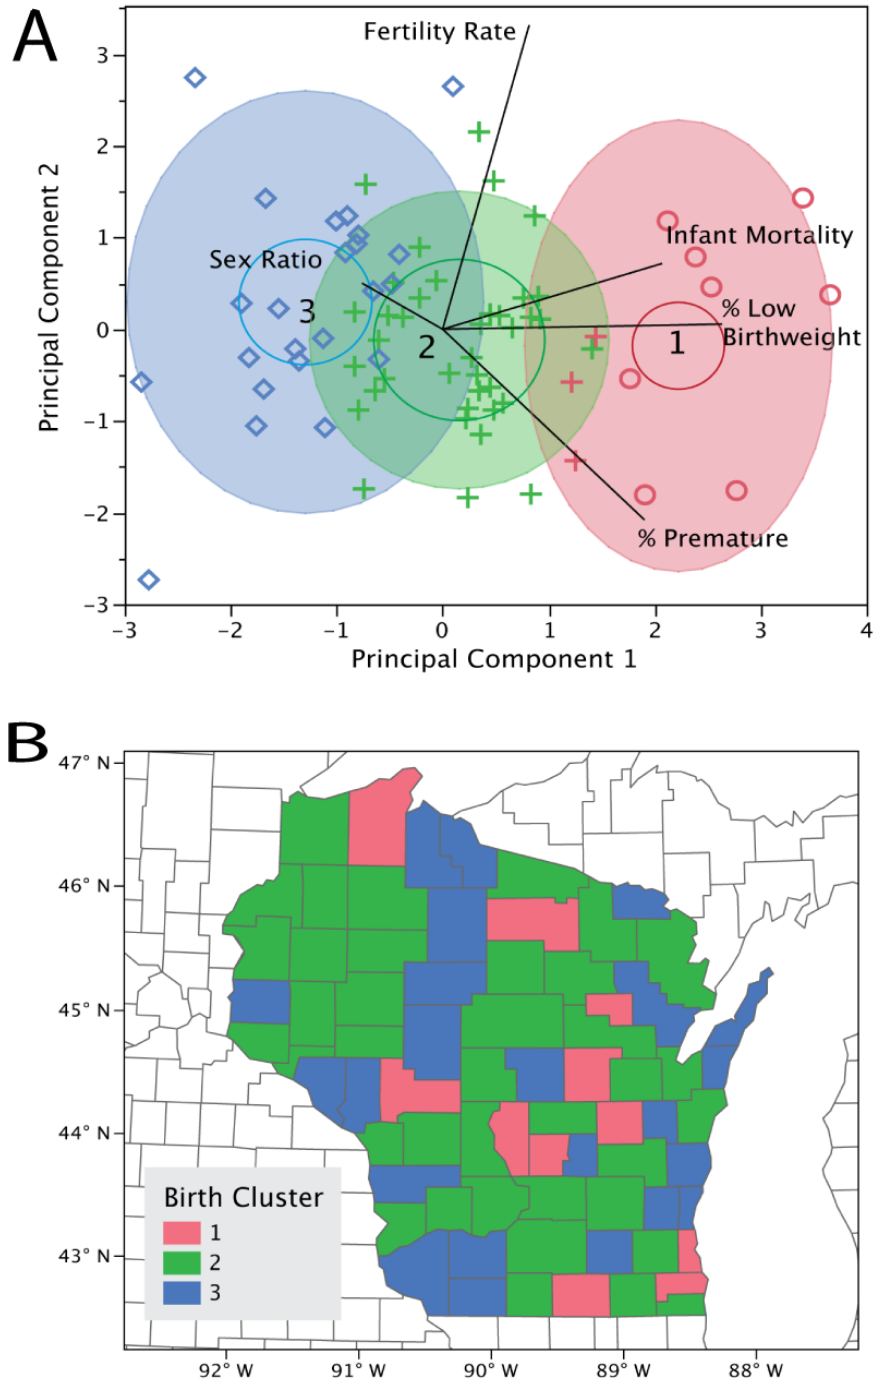 A
Fertility Rate
3
2
1
0
−1
−2
−3
Principal Component 2
Infant Mortality
Sex Ratio
% Low
Birthweight
3
2
1
% Premature
−3
−2
−1
0
1
2
3
4
Principal Component 1
B
47° N
46° N
45° N
44° N
43° N
Birth Cluster
1
2
3
92° W
91° W
90° W
89° W
88° W